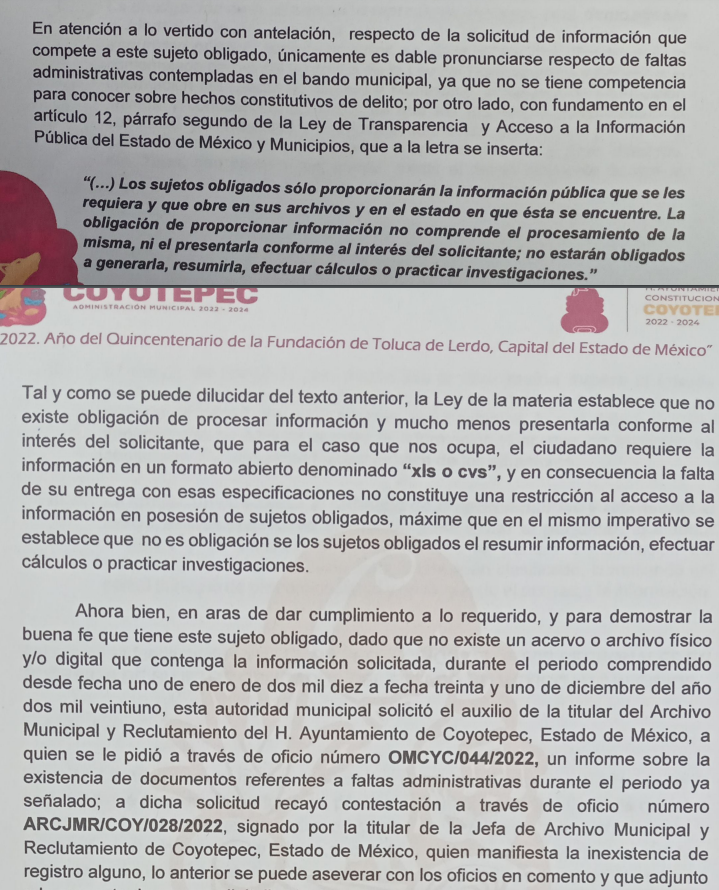 En atención a lo vertido con antelación, respecto de la solicitud de información que
compete a este sujeto obligado, únicamente es dable pronunciarse respecto de faltas
administrativas contempladas en el bando municipal, ya que no se tiene competencia
para conocer sobre hechos constitutivos de delito; por otro lado, con fundamento en el
artículo 12, párrafo segundo de la Ley de Transparencia y Acceso a la Información
Pública del Estado de México y Municipios, que a la letra se inserta:
“(…) Los sujetos obligados sólo proporcionarán la información pública que se les
requiera y que obre en sus archivos y en el estado en que ésta se encuentre. La
obligación de proporcionar información no comprende el procesamiento de la
misma, ni el presentarla conforme al interés del solicitante; no estarán obligados
a generarla, resumirla, efectuar cálculos o practicar investigaciones.”
COYOTEPEC
ADMINISTRACIÓN MUNICIPAL 2022 - 2024
CONSTITUCION
COYOTE
2022 - 2024
2022. Año del Quincentenario de la Fundación de Toluca de Lerdo, Capital del Estado de México”
Tal y como se puede dilucidar del texto anterior, la Ley de la materia establece que no
existe obligación de procesar información y mucho menos presentarla conforme al
interés del solicitante, que para el caso que nos ocupa, el ciudadano requiere la
información en un formato abierto denominado “xls o cvs”, y en consecuencia la falta
de su entrega con esas especificaciones no constituye una restricción al acceso a la
información en posesión de sujetos obligados, máxime que en el mismo imperativo se
establece que no es obligación se los sujetos obligados el resumir información, efectuar
cálculos o practicar investigaciones.
Ahora bien, en aras de dar cumplimiento a lo requerido, y para demostrar la
buena fe que tiene este sujeto obligado, dado que no existe un acervo o archivo físico
y/o digital que contenga la información solicitada, durante el periodo comprendido
desde fecha uno de enero de dos mil diez a fecha treinta y uno de diciembre del año
dos mil veintiuno, esta autoridad municipal solicitó el auxilio de la titular del Archivo
Municipal y Reclutamiento del H. Ayuntamiento de Coyotepec, Estado de México, a
quien se le pidió a través de oficio número OMCYC/044/2022, un informe sobre la
existencia de documentos referentes a faltas administrativas durante el periodo ya
señalado; a dicha solicitud recayó contestación a través de oficio número
ARCJMR/COY/028/2022, signado por la titular de la Jefa de Archivo Municipal y
Reclutamiento de Coyotepec, Estado de México, quien manifiesta la inexistencia de
registro alguno, lo anterior se puede aseverar con los oficios en comento y que adjunto